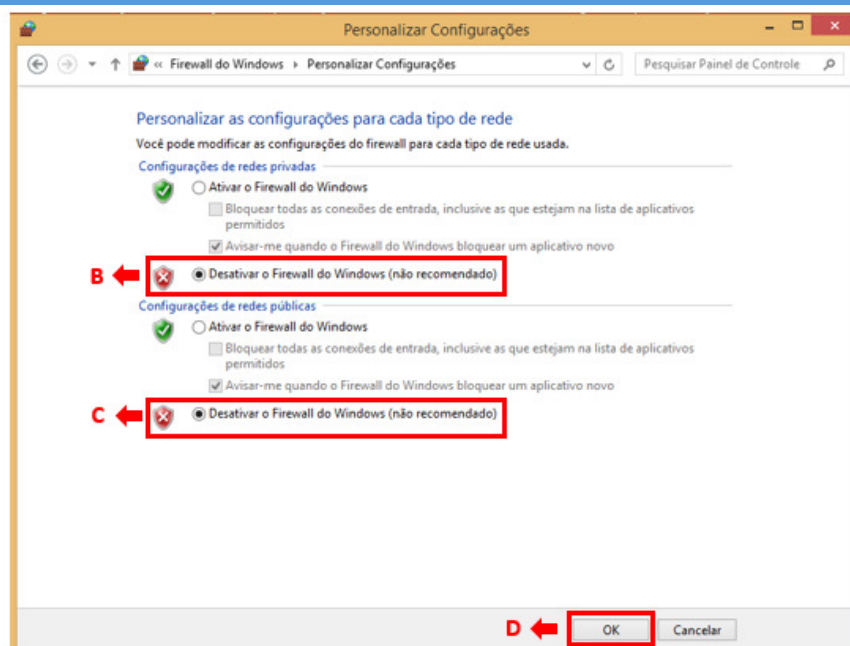 Personalizar Configurações
« Firewall do Windows Personalizar Configurações Pesquisar Painel de Controle
Personalizar as configurações para cada tipo de rede
Você pode modificar as configurações do firewall para cada tipo de rede usada.
Configurações de redes privadas
Ativar o Firewall do Windows
Bloquear todas as conexões de entrada, inclusive as que estejam na lista de aplicativos
permitidos
Avisar-me quando o Firewall do Windows bloquear um aplicativo novo
B Desativar o Firewall do Windows (não recomendado)
Configurações de redes públicas
Ativar o Firewall do Windows
Bloquear todas as conexões de entrada, inclusive as que estejam na lista de aplicativos
permitidos
Avisar-me quando o Firewall do Windows bloquear um aplicativo novo
C Desativar o Firewall do Windows (não recomendado)
D OK Cancelar